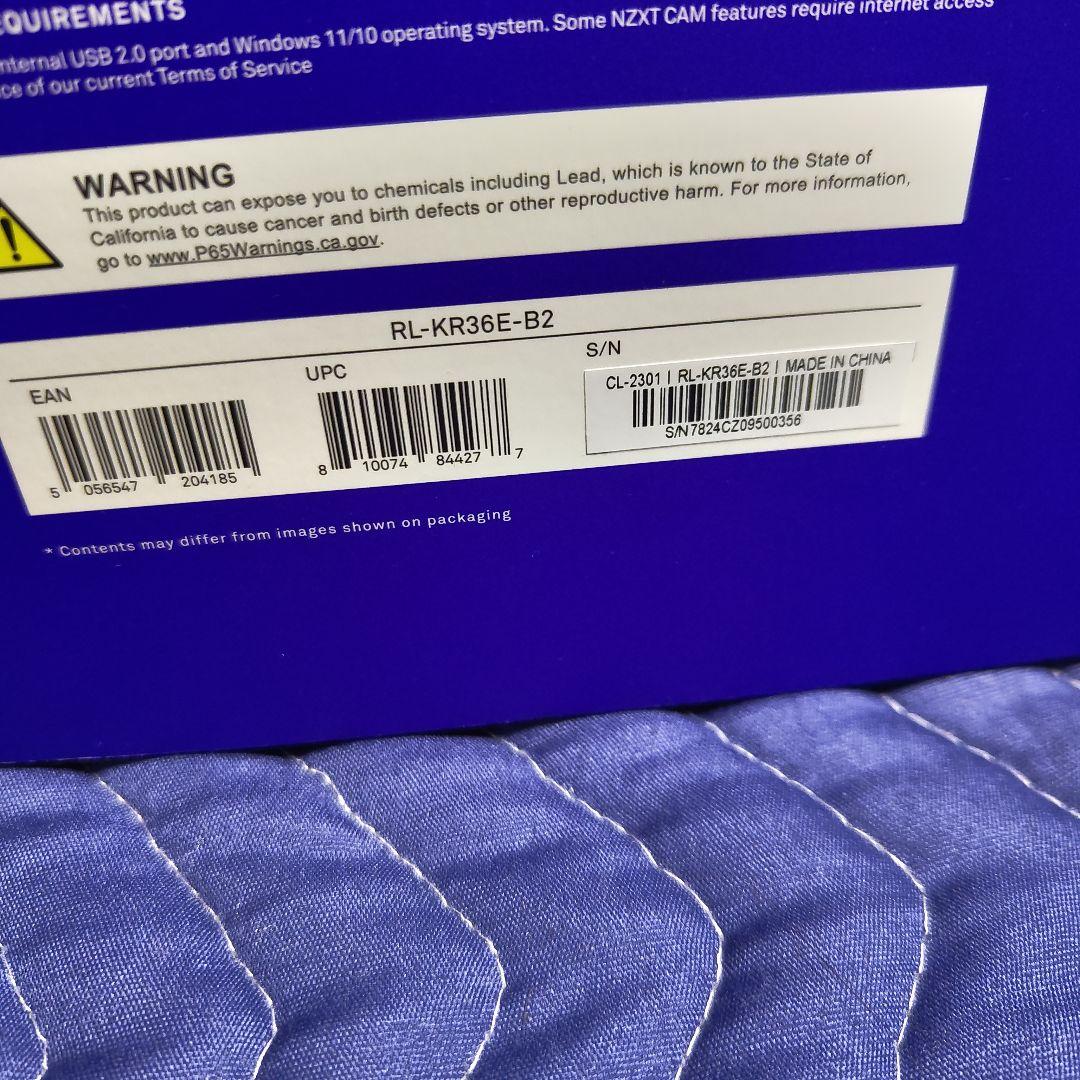 EQUIREMENTS
nternal USB 2.0 port and Windows 11/10 operating system. Some NZXT CAM features require internet access
ce of our current Terms of Service
WARNING
This product can expose you to chemicals including Lead, which is known to the State of
California to cause cancer and birth defects or other reproductive harm. For more information,
go to www.P65Warnings.ca.gov.
RL-KR36E-B2
EAN
5 056547 204185
UPC
8 10074 84427 7
S/N
CL-2301 | RL-KR36E-B2 | MADE IN CHINA
S/N7824CZ09500356
* Contents may differ from images shown on packaging